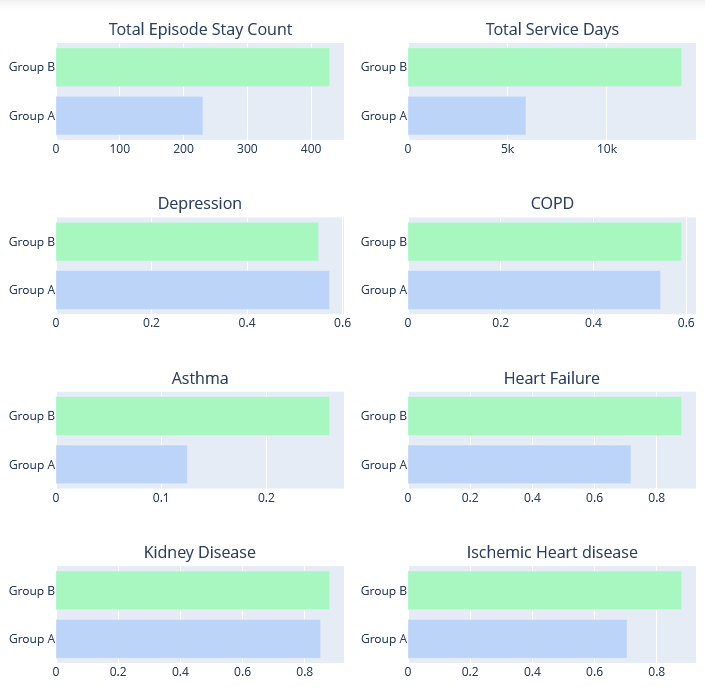 Total Episode Stay Count
Group B
Group A
0 100 200 300 400
Total Service Days
Group B
Group A
0 5k 10k
Depression
Group B
Group A
0 0.2 0.4 0.6
COPD
Group B
Group A
0 0.2 0.4 0.6
Asthma
Group B
Group A
0 0.1 0.2
Heart Failure
Group B
Group A
0 0.2 0.4 0.6 0.8
Kidney Disease
Group B
Group A
0 0.2 0.4 0.6 0.8
Ischemic Heart disease
Group B
Group A
0 0.2 0.4 0.6 0.8